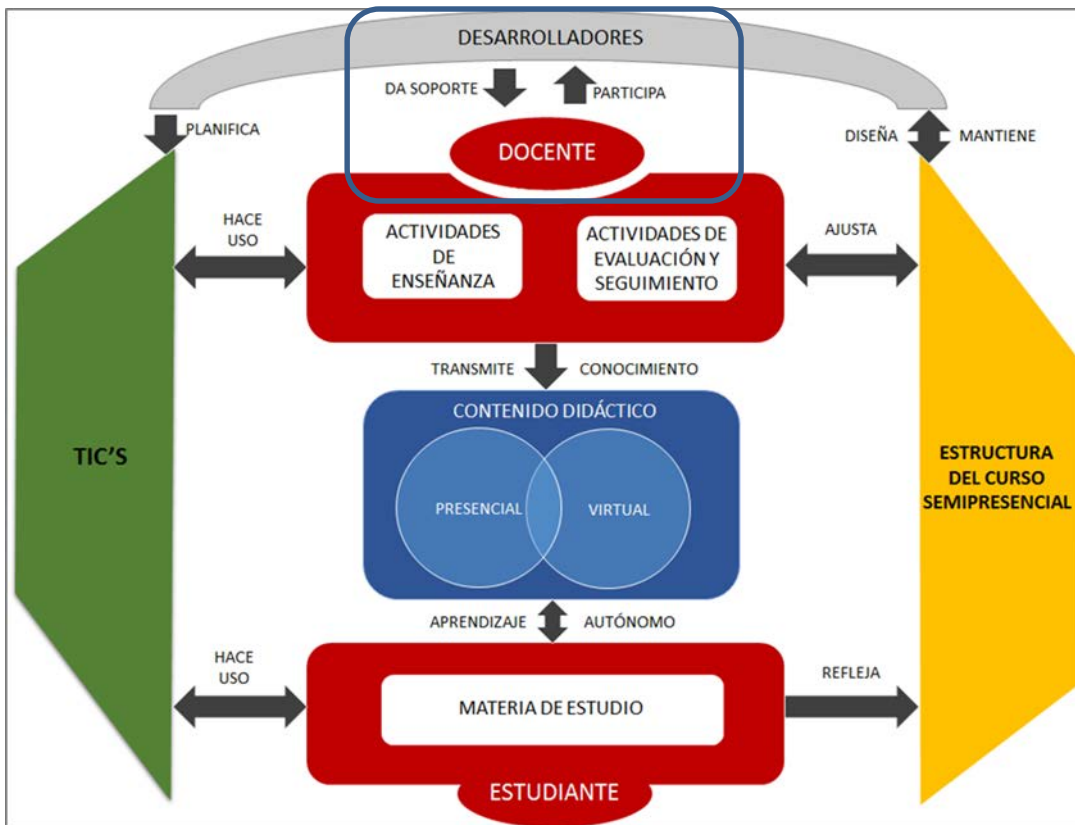 DESARROLLADORES
DA SOPORTE
PARTICIPA
PLANIFICA
DISEÑA
MANTIENE
DOCENTE
HACE
USO
ACTIVIDADES
DE
ENSEÑANZA
ACTIVIDADES DE
EVALUACIÓN Y
SEGUIMIENTO
AJUSTA
TRANSMITE
CONOCIMIENTO
CONTENIDO DIDÁCTICO
PRESENCIAL
VIRTUAL
TIC'S
ESTRUCTURA
DEL CURSO
SEMIPRESENCIAL
APRENDIZAJE
AUTÓNOMO
HACE
USO
MATERIA DE ESTUDIO
REFLEJA
ESTUDIANTE